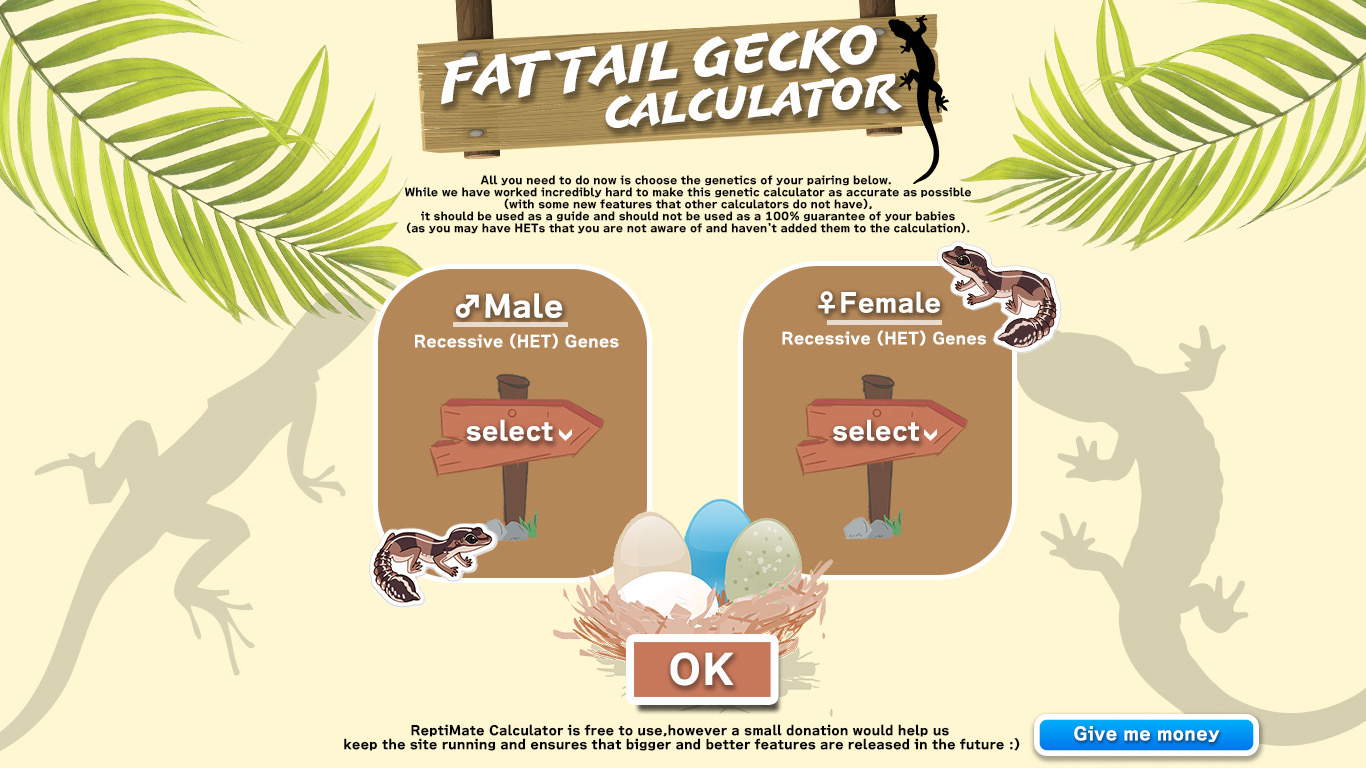 FAT TAIL GECKO
CALCULATOR
All you need to do now is choose the genetics of your pairing below.
While we have worked incredibly hard to make this genetic calculator as accurate as possible
(with some new features that other calculators do not have),
it should be used as a guide and should not be used as a 100% guarantee of your babies
(as you may have HETs that you are not aware of and haven't added them to the calculation).
♂Male
Recessive (HET) Genes
select
♀Female
Recessive (HET) Genes
select
OK
ReptiMate Calculator is free to use,however a small donation would help us
keep the site running and ensures that bigger and better features are released in the future :)
Give me money